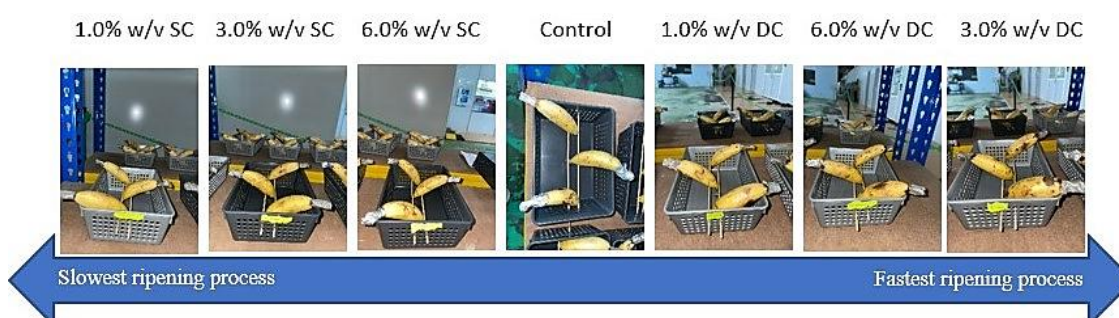 1.0% w/v SC
3.0% w/v SC
6.0% w/v SC
Control
1.0% w/v DC
6.0% w/v DC
3.0% w/v DC
Slowest ripening process
Fastest ripening process